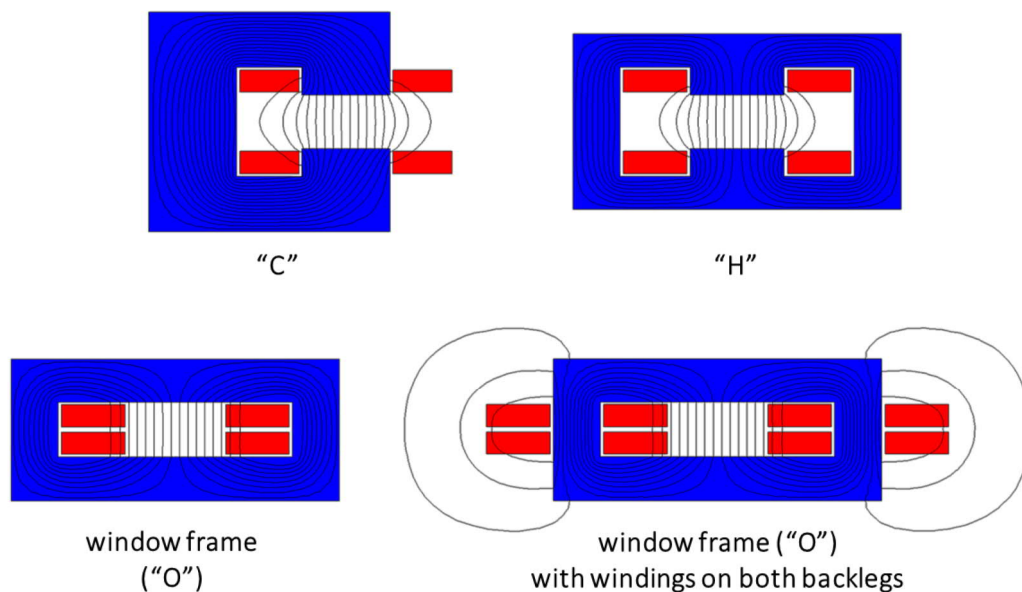 “C”
“H”
window frame
(“O”)
window frame (“O”)
with windings on both backlegs